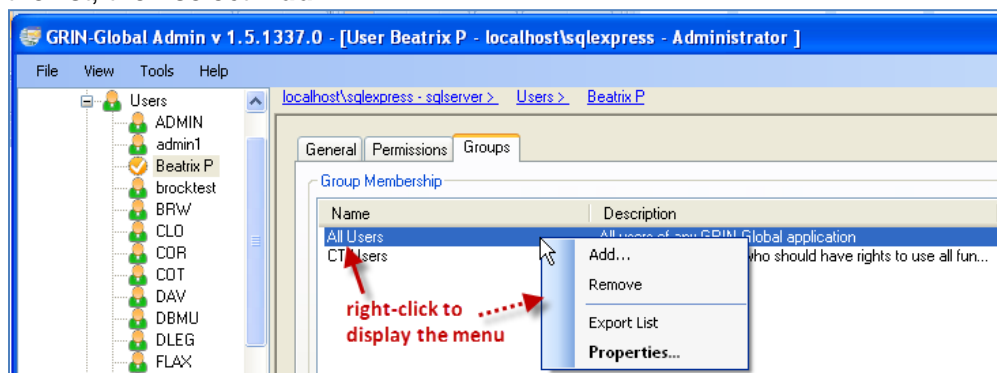 GRIN-Global Admin v 1.5.1337.0 - [User Beatrix P - localhost\sqlexpress - Administrator ]
File View Tools Help
localhost\sqlexpress - sqlserver > Users > Beatrix P
Users
ADMIN
admin1
Beatrix P
brocktest
BRW
CLO
COR
COT
DAV
DBMU
DLEG
FLAX
General Permissions Groups
Group Membership
Name Description
All Users All users of any GRIN-Global application
CT Users who should have rights to use all fun...
Add...
Remove
Export List
Properties...
right-click to
display the menu